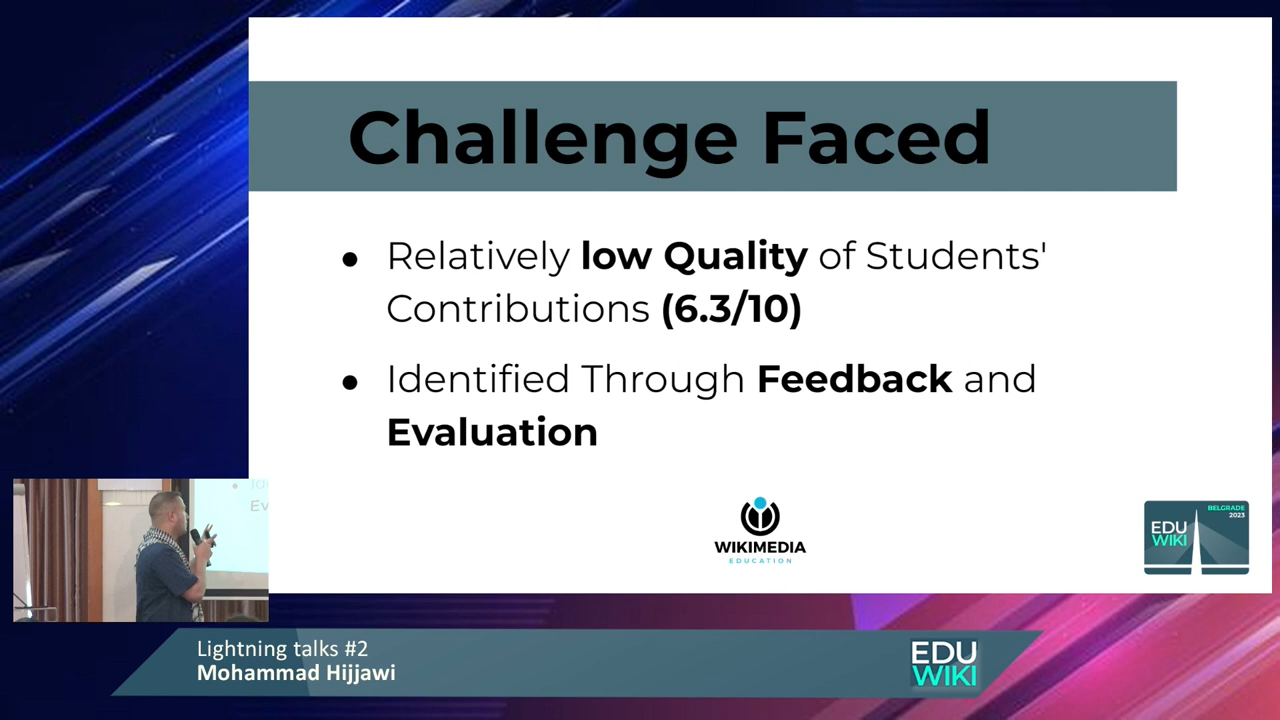 Challenge Faced
● Relatively low Quality of Students'
Contributions (6.3/10)
● Identified Through Feedback and
Evaluation
WIKIMEDIA
EDUCATION
BELGRADE
2023
EDU
WIKI
Lightning talks #2
Mohammad Hijjawi
EDU
WIKI